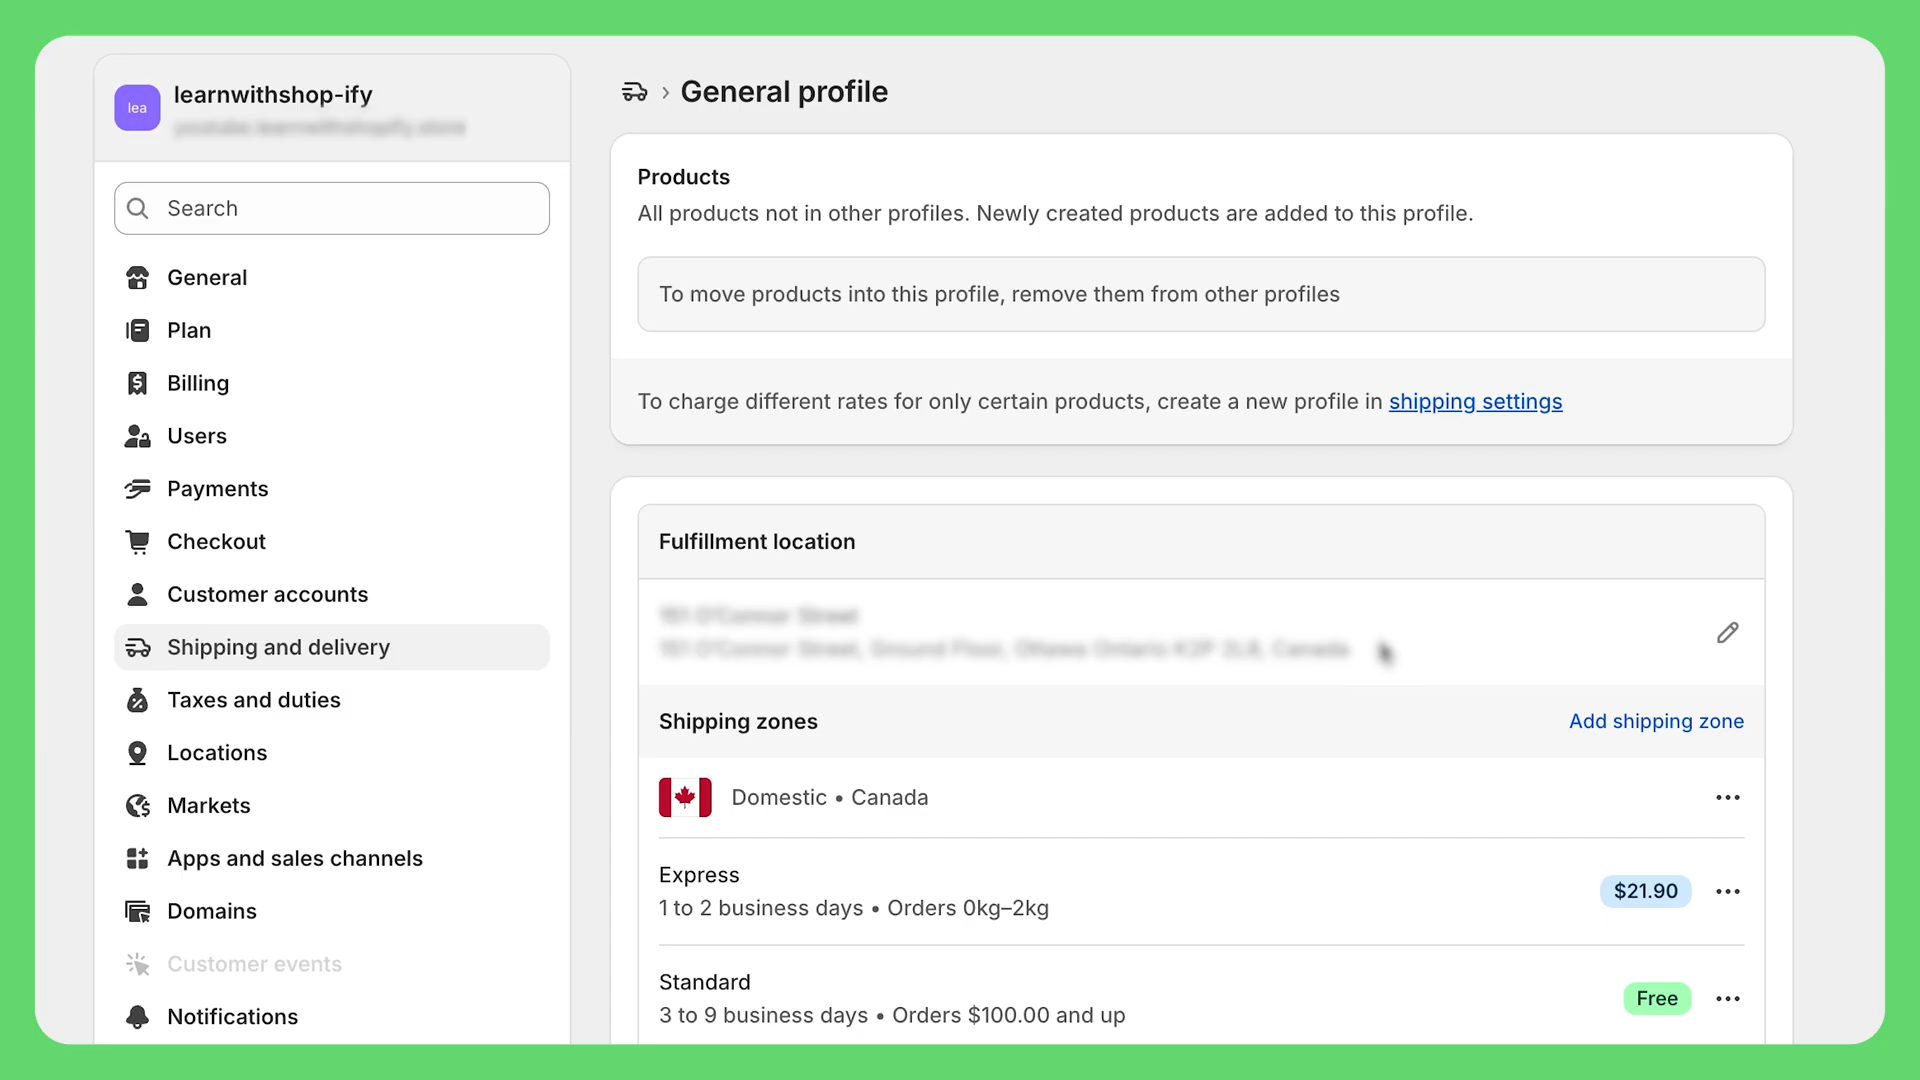 lea
learnwithshop-ify
Search
General
Plan
Billing
Users
Payments
Checkout
Customer accounts
Shipping and delivery
Taxes and duties
Locations
Markets
Apps and sales channels
Domains
Customer events
Notifications
› General profile
Products
All products not in other profiles. Newly created products are added to this profile.
To move products into this profile, remove them from other profiles
To charge different rates for only certain products, create a new profile in shipping settings
Fulfillment location
Shipping zones
Add shipping zone
Domestic • Canada
Express
1 to 2 business days • Orders 0kg–2kg
$21.90
Standard
3 to 9 business days • Orders $100.00 and up
Free